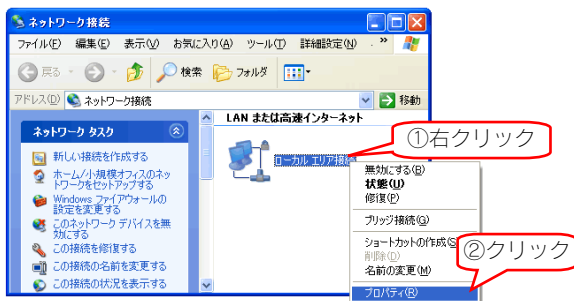 ネットワーク接続
ファイル(F) 編集(E) 表示(V) お気に入り(A) ツール(T) 詳細設定(N) »
戻る 検索 フォルダ
アドレス(D) ネットワーク接続 移動
ネットワーク タスク
新しい接続を作成する
ホーム/小規模オフィスのネッ
トワークをセットアップする
Windows ファイアウォールの
設定を変更する
このネットワーク デバイスを無
効にする
この接続を修復する
この接続の名前を変更する
この接続の状況を表示する
LAN または高速インターネット
ローカル エリア接続
①右クリック
無効にする(B)
状態(U)
修復(P)
ブリッジ接続(G)
ショートカットの作成(S)
削除(D)
名前の変更(M)
プロパティ(R)
②クリック